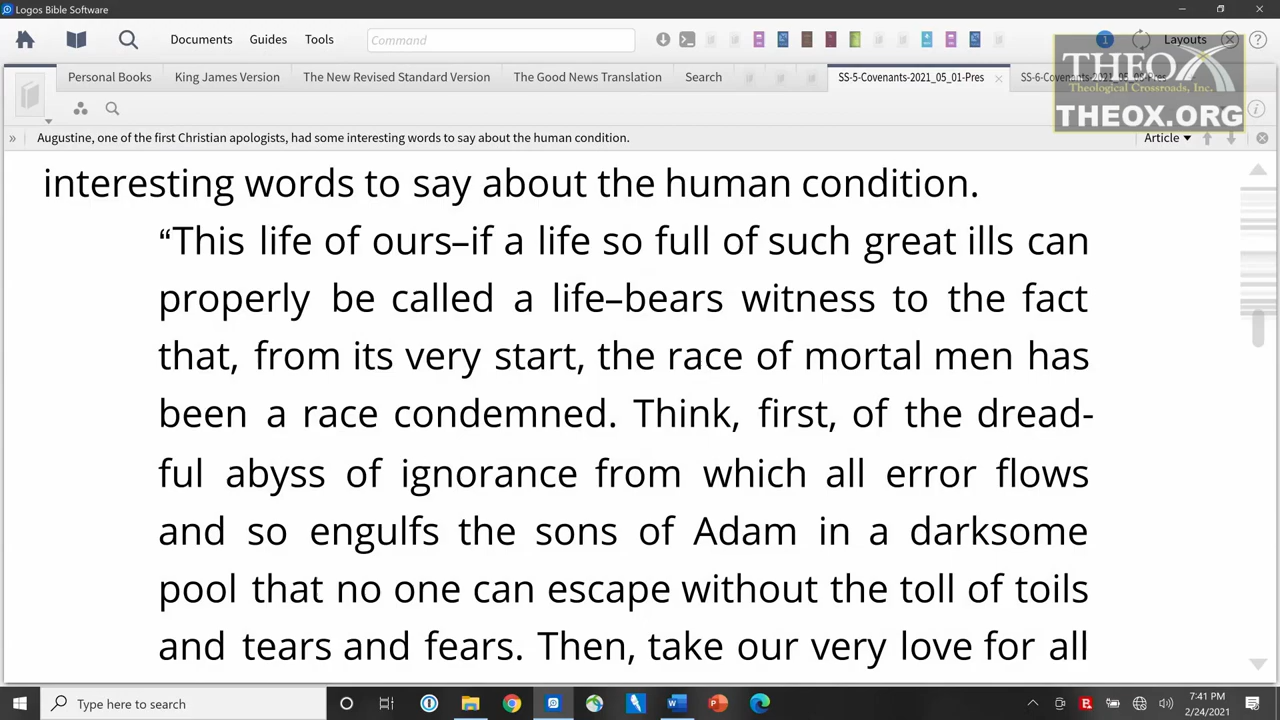 Logos Bible Software
Documents Guides Tools Command 1 Layouts
THEOX
Theological Crossroads, Inc.
THEOX.ORG
Personal Books King James Version The New Revised Standard Version The Good News Translation Search SS-5-Covenants-2021_05_01-Pres
Augustine, one of the first Christian apologists, had some interesting words to say about the human condition. Article
interesting words to say about the human condition.
“This life of ours–if a life so full of such great ills can
properly be called a life–bears witness to the fact
that, from its very start, the race of mortal men has
been a race condemned. Think, first, of the dread-
ful abyss of ignorance from which all error flows
and so engulfs the sons of Adam in a darksome
pool that no one can escape without the toll of toils
and tears and fears. Then, take our very love for all
Type here to search
7:41 PM
2/24/2021